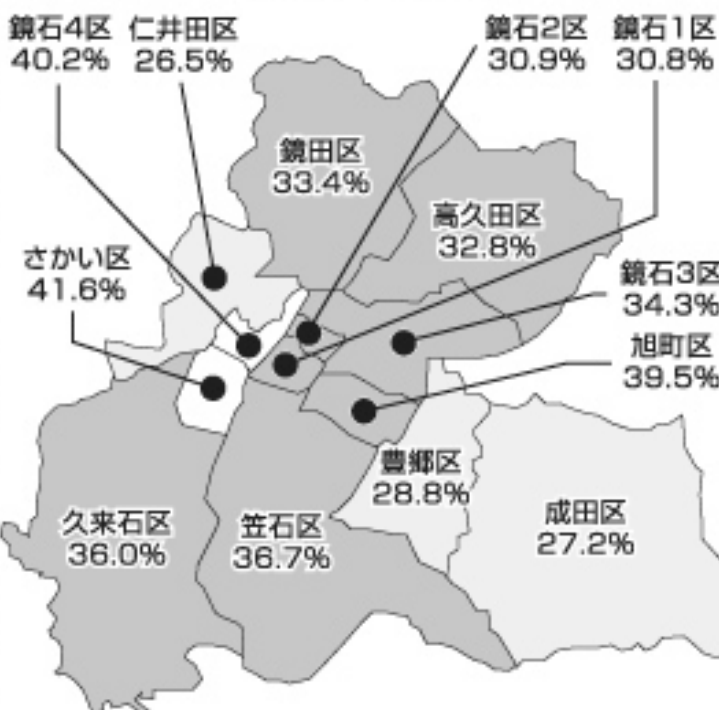 鏡石4区
40.2%
仁井田区
26.5%
鏡石2区
30.9%
鏡石1区
30.8%
鏡田区
33.4%
高久田区
32.8%
さかい区
41.6%
鏡石3区
34.3%
旭町区
39.5%
豊郷区
28.8%
成田区
27.2%
久来石区
36.0%
笠石区
36.7%